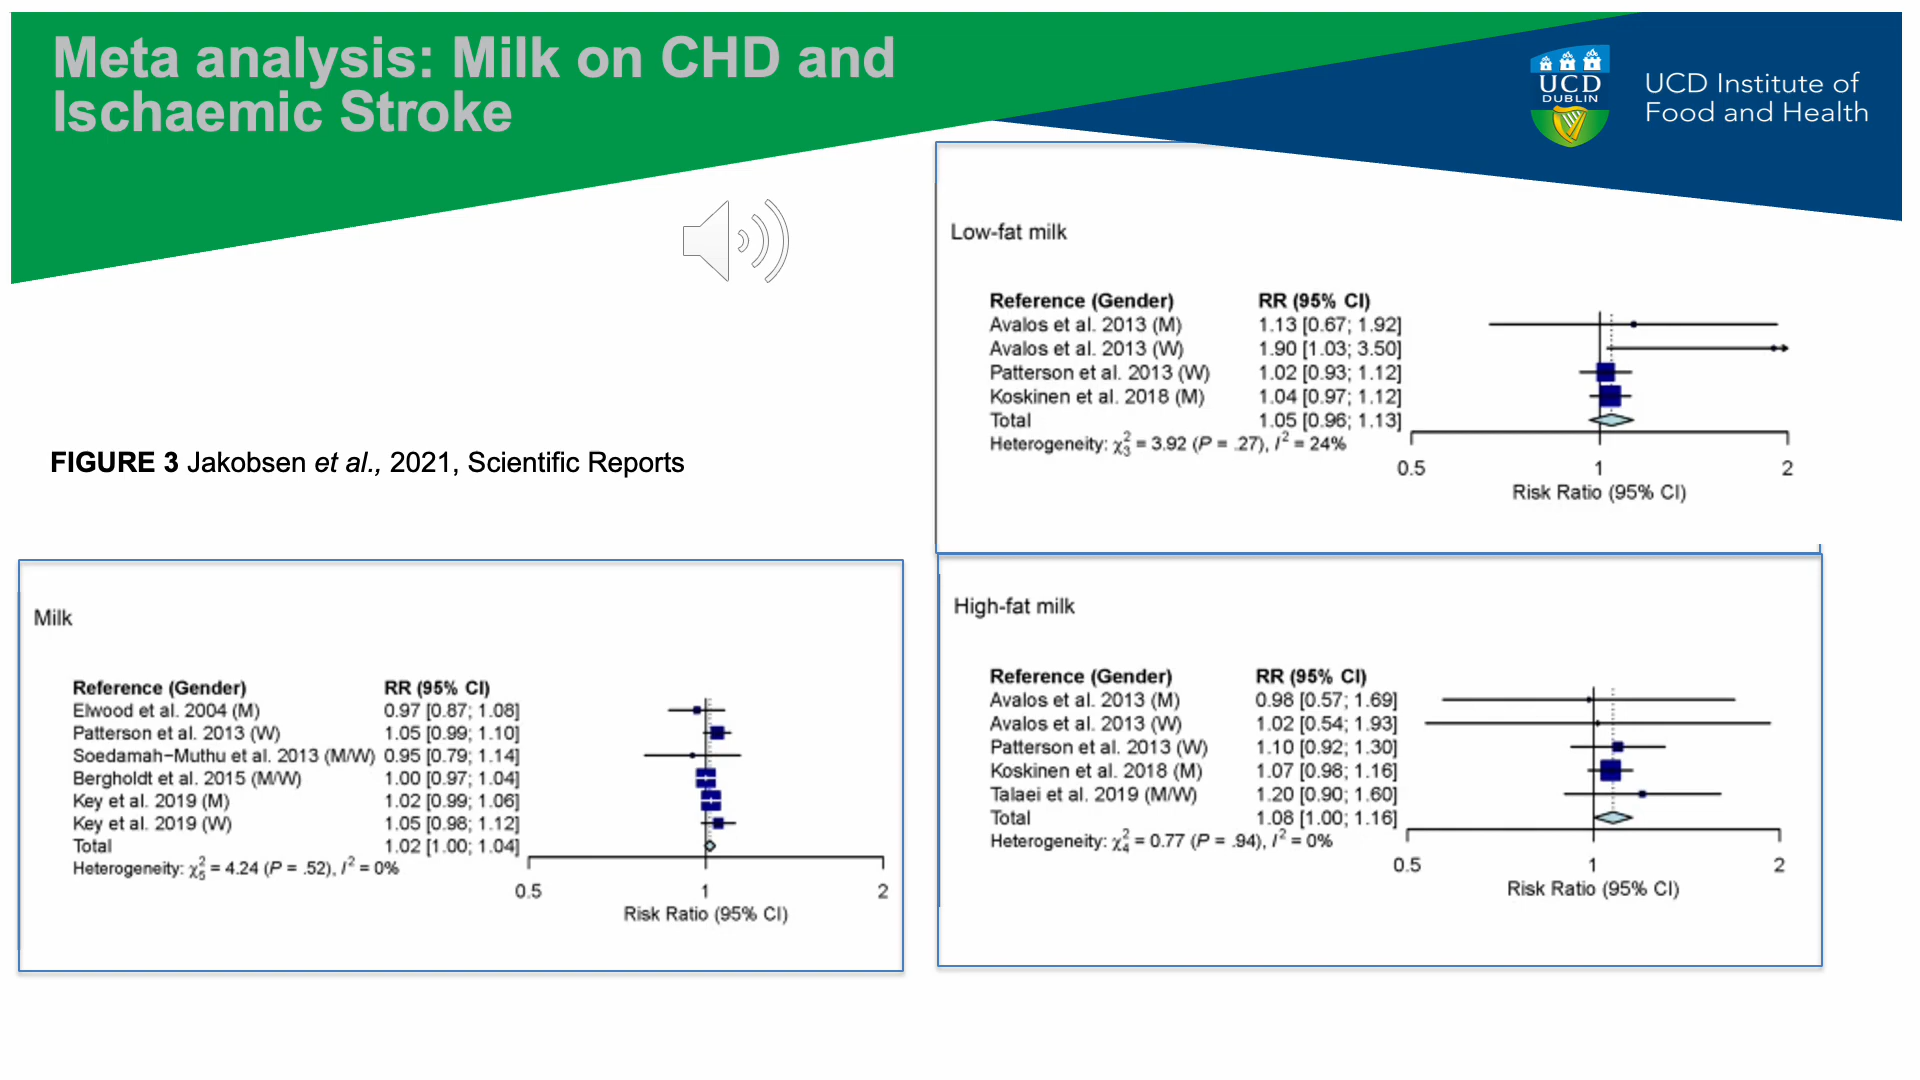 Meta analysis: Milk on CHD and
Ischaemic Stroke
UCD
DUBLIN
UCD Institute of
Food and Health
Low-fat milk
Reference (Gender) RR (95% CI)
Avalos et al. 2013 (M) 1.13 [0.67; 1.92]
Avalos et al. 2013 (W) 1.90 [1.03; 3.50]
Patterson et al. 2013 (W) 1.02 [0.93; 1.12]
Koskinen et al. 2018 (M) 1.04 [0.97; 1.12]
Total 1.05 [0.96; 1.13]
Heterogeneity: χ²₃ = 3.92 (P = .27), I² = 24%
0.5 1 2
Risk Ratio (95% CI)
FIGURE 3 Jakobsen et al., 2021, Scientific Reports
Milk
Reference (Gender) RR (95% CI)
Elwood et al. 2004 (M) 0.97 [0.87; 1.08]
Patterson et al. 2013 (W) 1.05 [0.99; 1.10]
Soedamah−Muthu et al. 2013 (M/W) 0.95 [0.79; 1.14]
Bergholdt et al. 2015 (M/W) 1.00 [0.97; 1.04]
Key et al. 2019 (M) 1.02 [0.99; 1.06]
Key et al. 2019 (W) 1.05 [0.98; 1.12]
Total 1.02 [1.00; 1.04]
Heterogeneity: χ²₅ = 4.24 (P = .52), I² = 0%
0.5 1 2
Risk Ratio (95% CI)
High-fat milk
Reference (Gender) RR (95% CI)
Avalos et al. 2013 (M) 0.98 [0.57; 1.69]
Avalos et al. 2013 (W) 1.02 [0.54; 1.93]
Patterson et al. 2013 (W) 1.10 [0.92; 1.30]
Koskinen et al. 2018 (M) 1.07 [0.98; 1.16]
Talaei et al. 2019 (M/W) 1.20 [0.90; 1.60]
Total 1.08 [1.00; 1.16]
Heterogeneity: χ²₄ = 0.77 (P = .94), I² = 0%
0.5 1 2
Risk Ratio (95% CI)